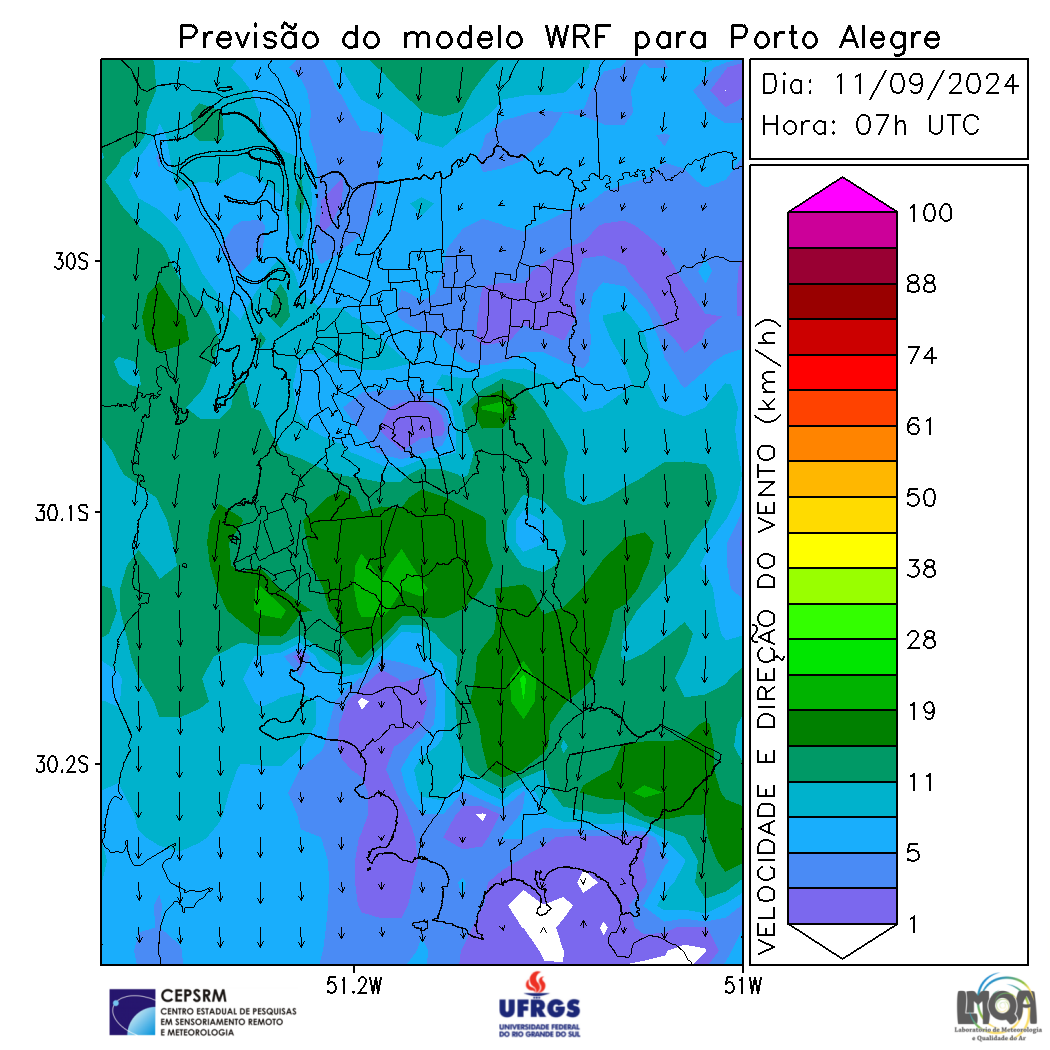 Previsão do modelo WRF para Porto Alegre
Dia: 11/09/2024
Hora: 07h UTC
30S
30.1S
30.2S
51.2W
51W
VELOCIDADE E DIREÇÃO DO VENTO (km/h)
100
88
74
61
50
38
28
19
11
5
1
CEPSRM
CENTRO ESTADUAL DE PESQUISAS
EM SENSORIAMENTO REMOTO
E METEOROLOGIA
UFRGS
UNIVERSIDADE FEDERAL
DO RIO GRANDE DO SUL
LMQA
Laboratório de Meteorologia
e Qualidade do Ar